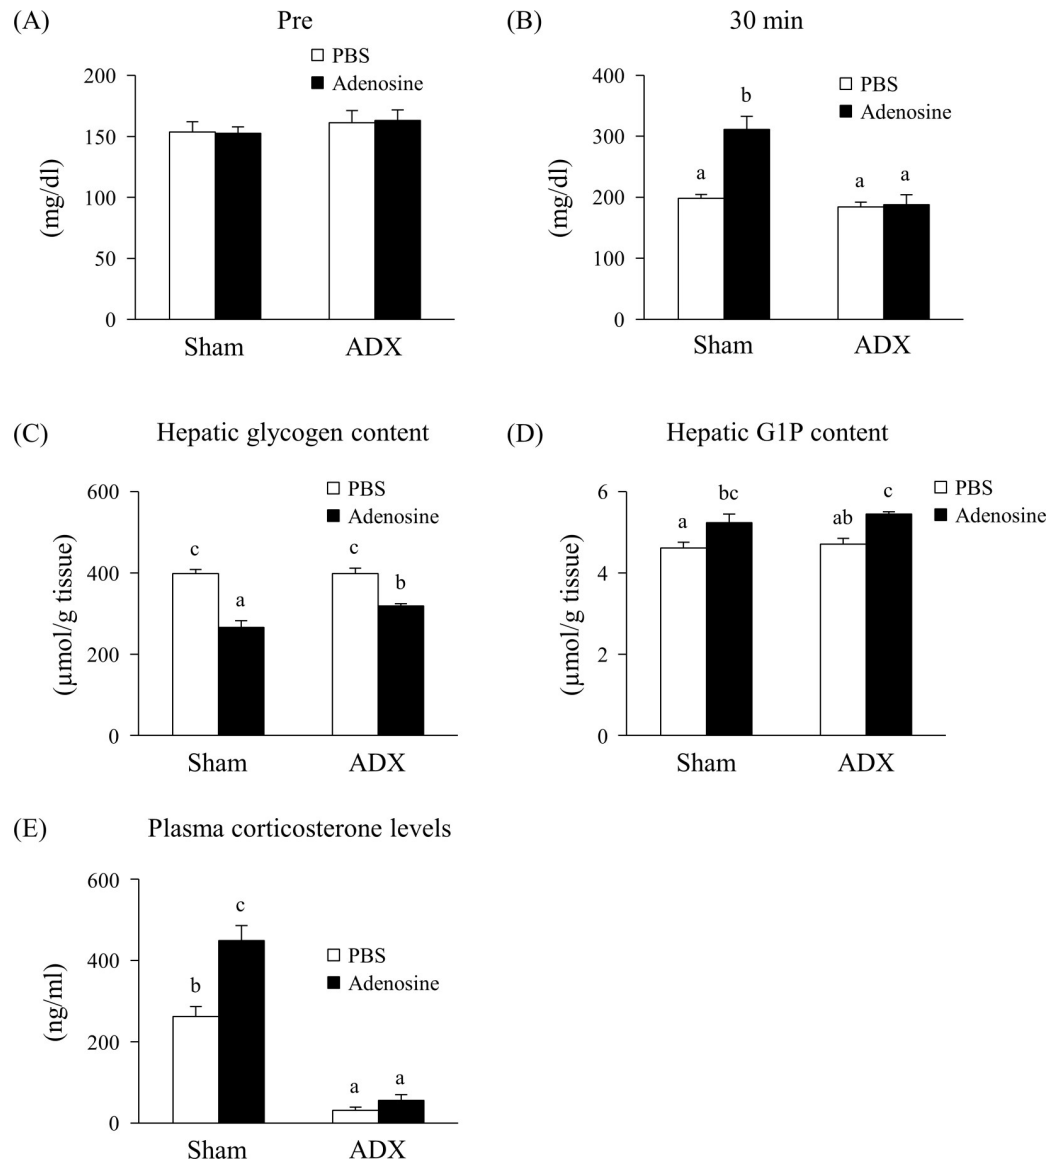 (A)
Pre
PBS
Adenosine
200
150
100
50
0
(mg/dl)
Sham
ADX
(B)
30 min
PBS
Adenosine
400
300
200
100
0
(mg/dl)
a
b
a
a
Sham
ADX
(C)
Hepatic glycogen content
PBS
Adenosine
600
400
200
0
(μmol/g tissue)
c
a
c
b
Sham
ADX
(D)
Hepatic G1P content
PBS
Adenosine
6
4
2
0
(μmol/g tissue)
a
bc
ab
c
Sham
ADX
(E)
Plasma corticosterone levels
PBS
Adenosine
600
400
200
0
(ng/ml)
b
c
a
a
Sham
ADX